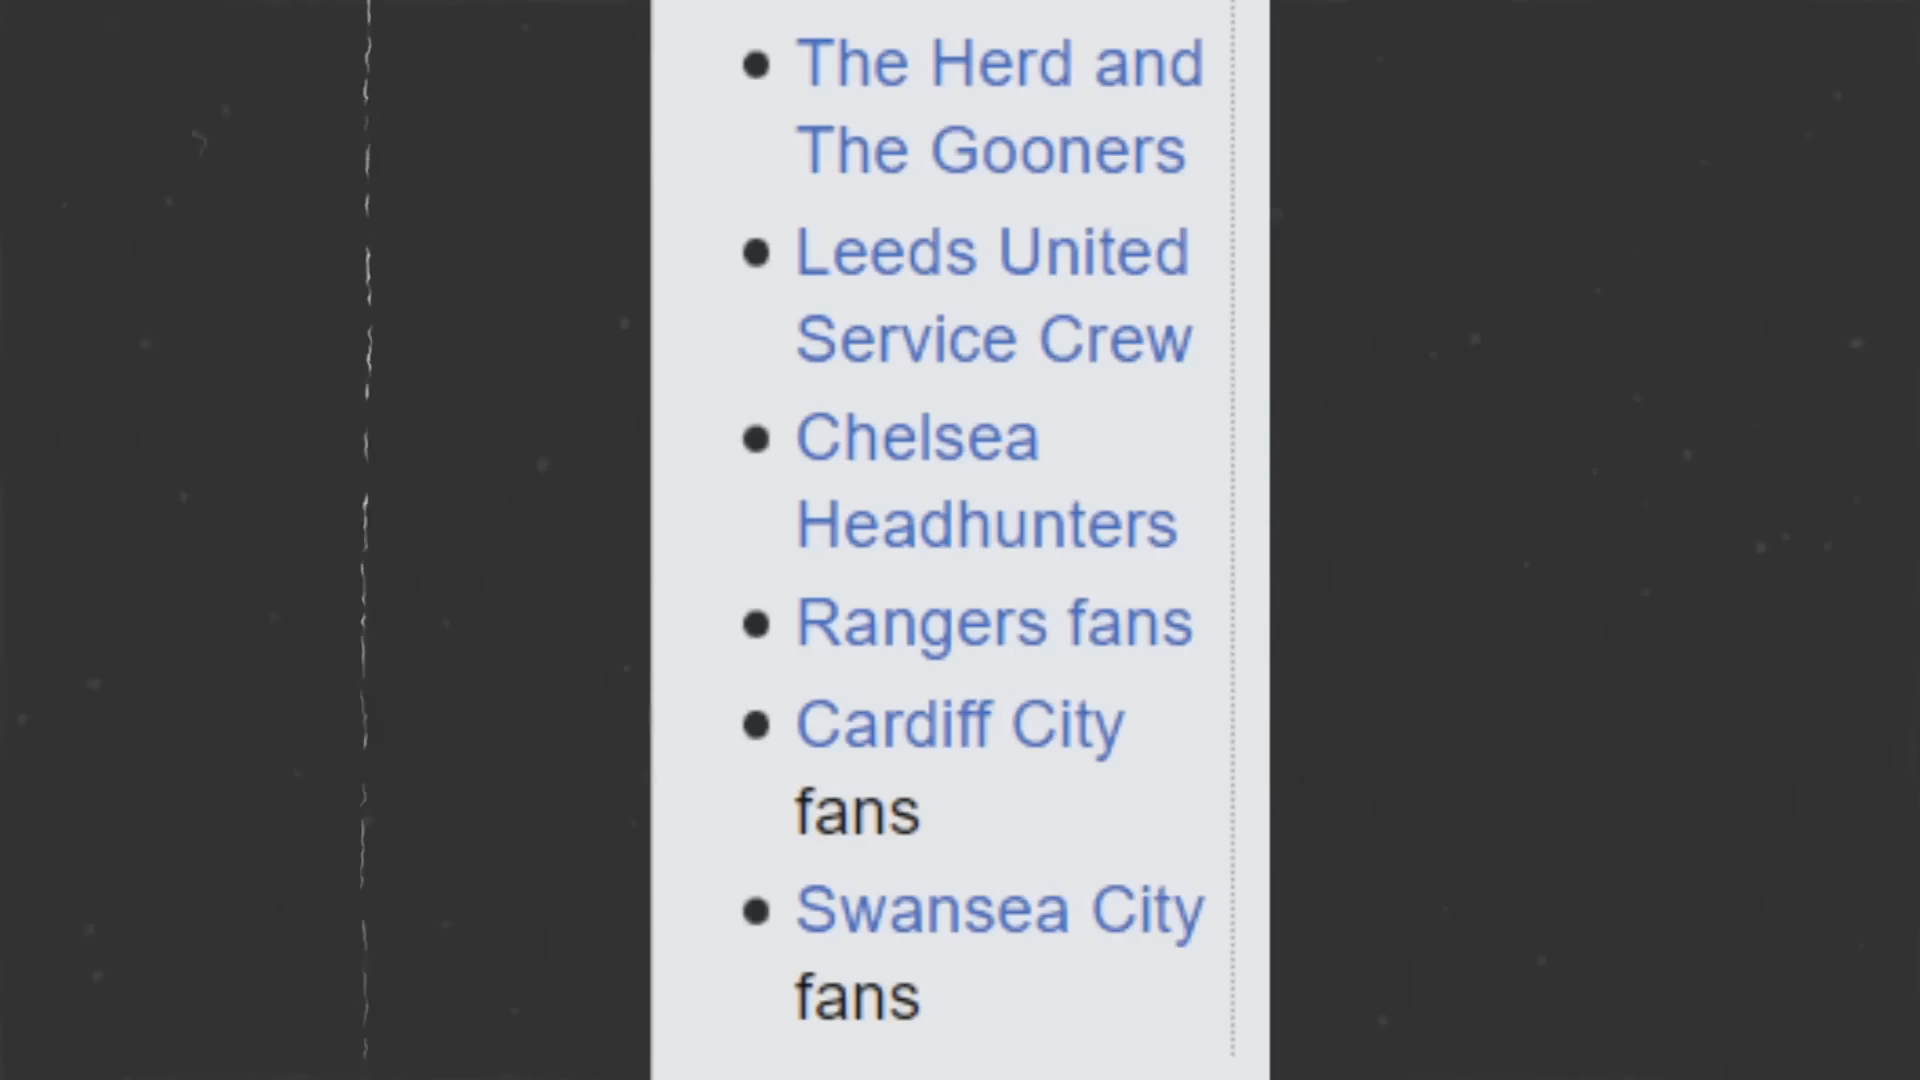 The Herd and
The Gooners
Leeds United
Service Crew
Chelsea
Headhunters
Rangers fans
Cardiff City
fans
Swansea City
fans